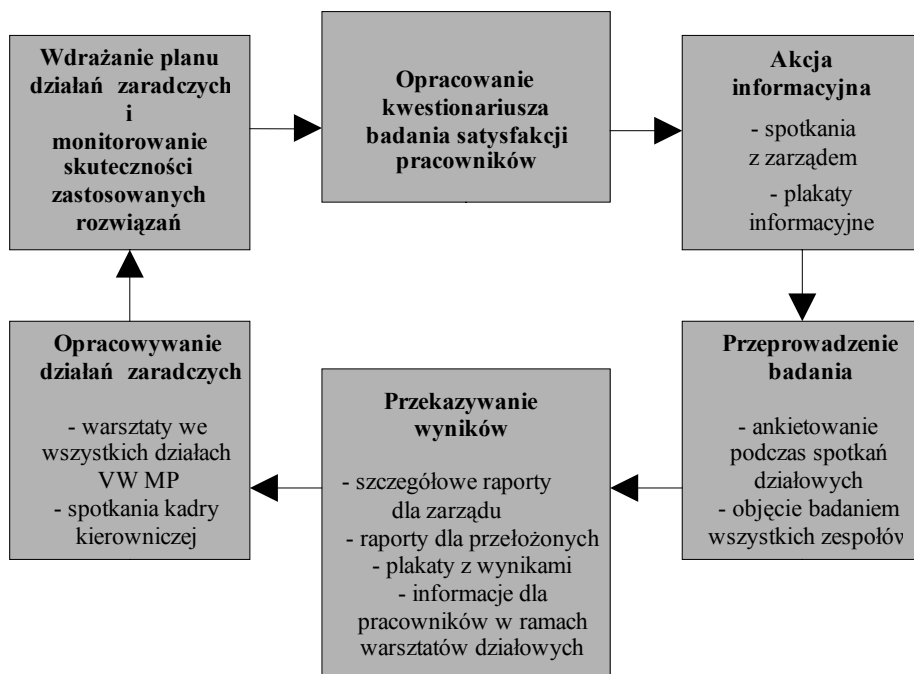 Wdrażanie planu
działań zaradczych
i
monitorowanie
skuteczności
zastosowanych
rozwiązań
Opracowanie
kwestionariusza
badania satysfakcji
pracowników
Akcja
informacyjna
- spotkania
z zarządem
- plakaty
informacyjne
Przeprowadzenie
badania
- ankietowanie
podczas spotkań
działowych
- objęcie badaniem
wszystkich zespołów
Przekazywanie
wyników
- szczegółowe raporty
dla zarządu
- raporty dla przełożonych
- plakaty z wynikami
- informacje dla
pracowników w ramach
warsztatów działowych
Opracowywanie
działań zaradczych
- warsztaty we
wszystkich działach
VW MP
- spotkania kadry
kierowniczej